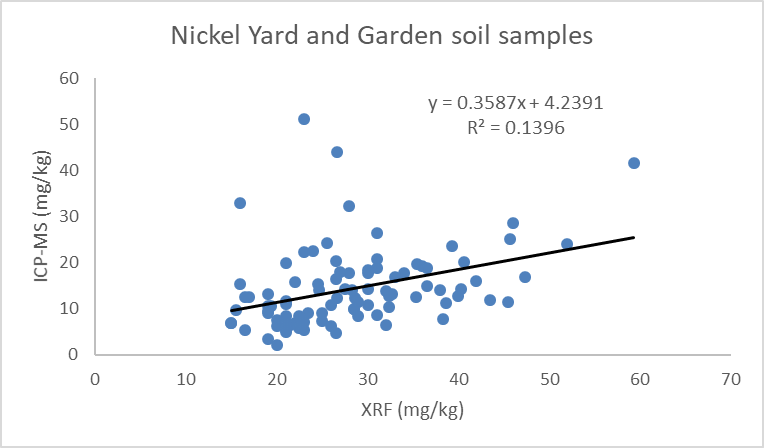 Nickel Yard and Garden soil samples
y = 0.3587x + 4.2391
R² = 0.1396
ICP-MS (mg/kg)
60
50
40
30
20
10
0
0 10 20 30 40 50 60 70
XRF (mg/kg)